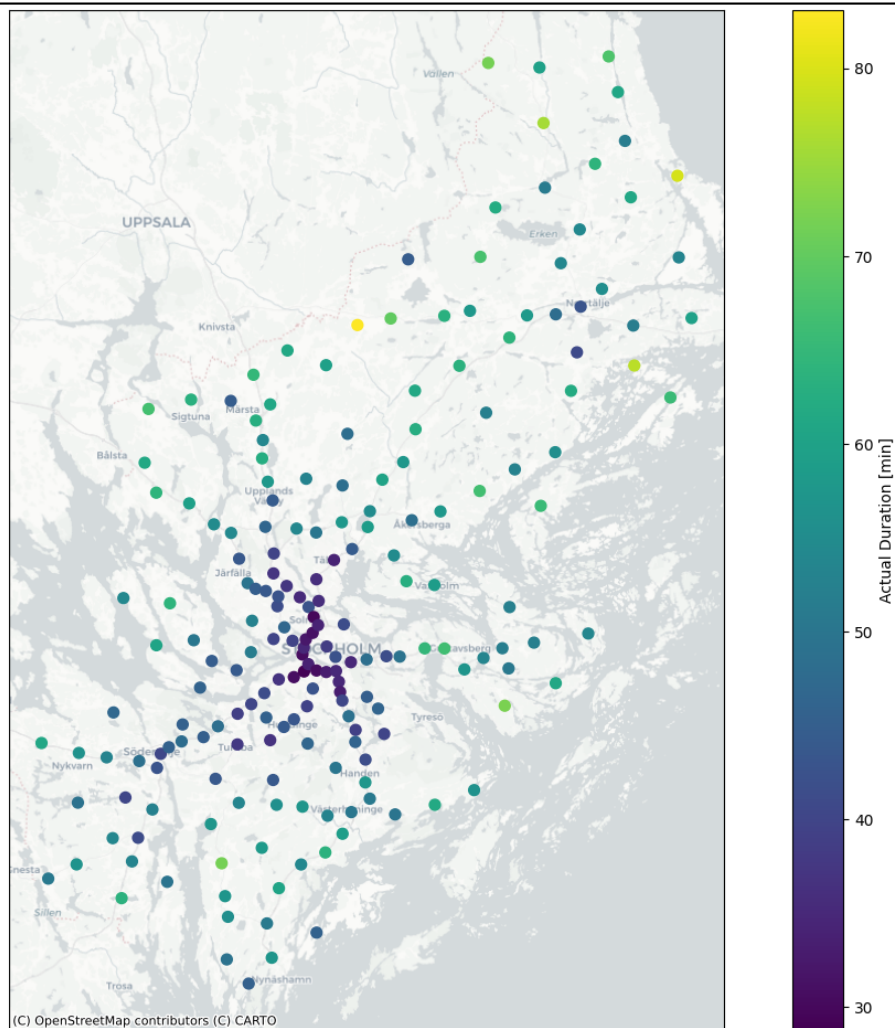 Vällen
UPPSALA
Erken
Knivsta
Norrtälje
Sigtuna
Märsta
Bålsta
Upplands
Väsby
Åkersberga
Täby
Järfälla
Vaxholm
Solna
STOCKHOLM
Gustavsberg
Tyresö
Huddinge
Södertälje
Tumba
Nykvarn
Handen
Västerhaninge
Gnesta
Sillen
Trosa
Nynäshamn
(C) OpenStreetMap contributors (C) CARTO
80
70
60
50
40
30
Actual Duration [min]